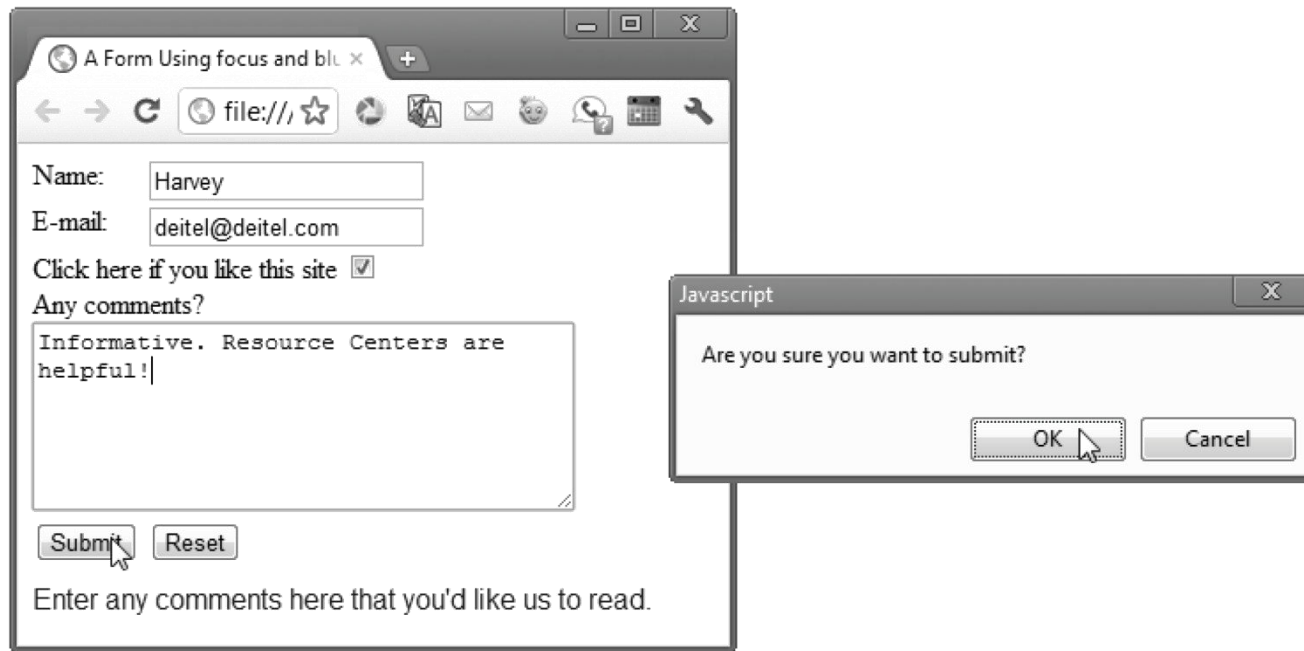 A Form Using focus and blu
file:///
Name:
Harvey
E-mail:
deitel@deitel.com
Click here if you like this site
Any comments?
Informative. Resource Centers are
helpful!
Submit
Reset
Enter any comments here that you'd like us to read.
Javascript
Are you sure you want to submit?
OK
Cancel